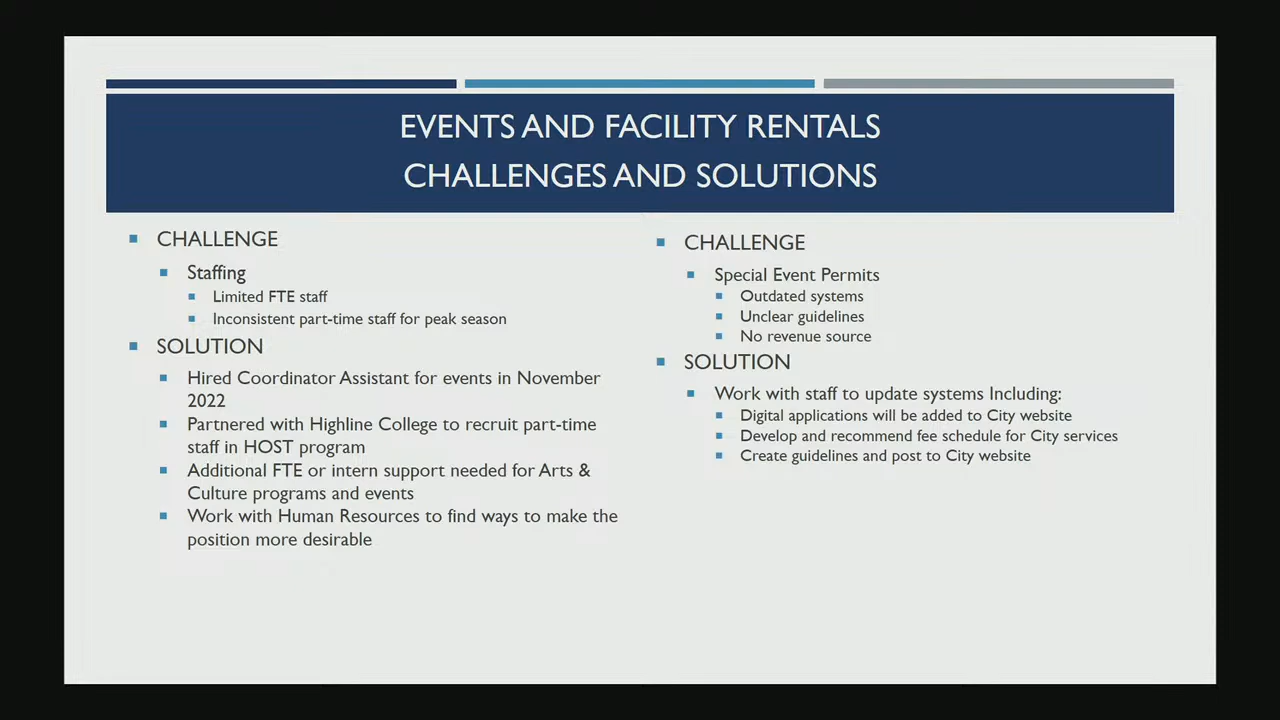 EVENTS AND FACILITY RENTALS
CHALLENGES AND SOLUTIONS
CHALLENGE
Staffing
Limited FTE staff
Inconsistent part-time staff for peak season
SOLUTION
Hired Coordinator Assistant for events in November
2022
Partnered with Highline College to recruit part-time
staff in HOST program
Additional FTE or intern support needed for Arts &
Culture programs and events
Work with Human Resources to find ways to make the
position more desirable
CHALLENGE
Special Event Permits
Outdated systems
Unclear guidelines
No revenue source
SOLUTION
Work with staff to update systems Including:
Digital applications will be added to City website
Develop and recommend fee schedule for City services
Create guidelines and post to City website